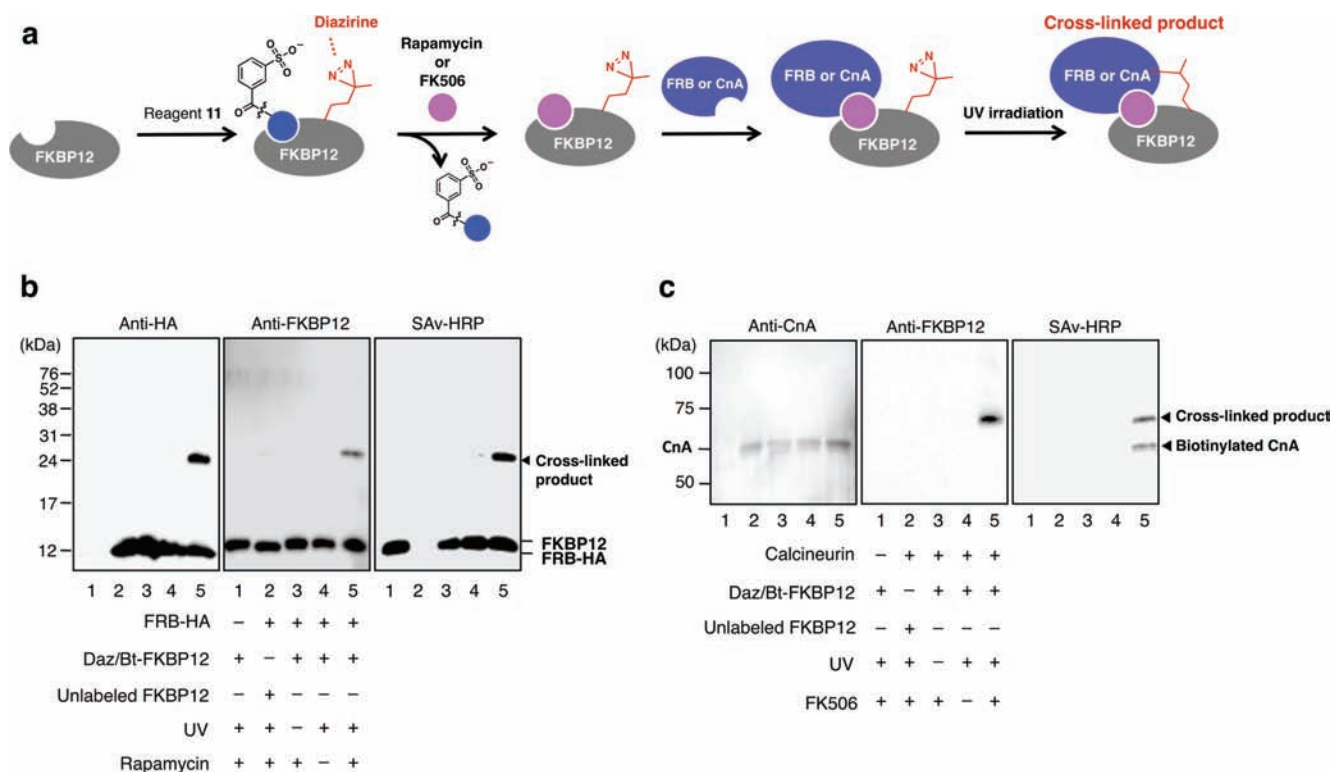 a
Diazirine
Rapamycin
or
FK506
Cross-linked product
Reagent 11
FRB or CnA
FRB or CnA
FRB or CnA
UV irradiation
FKBP12
FKBP12
FKBP12
FKBP12
FKBP12
b
Anti-HA Anti-FKBP12 SAv-HRP
(kDa)
76
52
38
31
24
17
12
Cross-linked
product
FKBP12
FRB-HA
1 2 3 4 5 1 2 3 4 5 1 2 3 4 5
FRB-HA − + + + +
Daz/Bt-FKBP12 + − + + +
Unlabeled FKBP12 − + − − −
UV + + − + +
Rapamycin + + + − +
c
Anti-CnA Anti-FKBP12 SAv-HRP
(kDa)
100
75
CnA
50
Cross-linked product
Biotinylated CnA
1 2 3 4 5 1 2 3 4 5 1 2 3 4 5
Calcineurin − + + + +
Daz/Bt-FKBP12 + − + + +
Unlabeled FKBP12 − + − − −
UV + + − + +
FK506 + + + − +